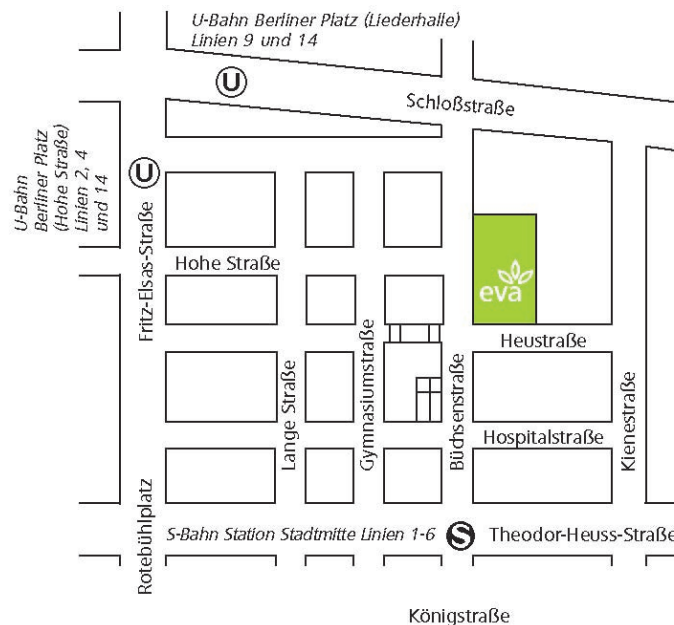 U-Bahn Berliner Platz (Liederhalle)
Linien 9 und 14
U
Schloßstraße
U-Bahn
Berliner Platz
(Hohe Straße)
Linien 2, 4
und 14
U
Fritz-Elsas-Straße
Hohe Straße
eva
Heustraße
Lange Straße
Gymnasiumstraße
Büchsenstraße
Hospitalstraße
Kienestraße
Rotebühlplatz
S-Bahn Station Stadtmitte Linien 1-6
S
Theodor-Heuss-Straße
Königstraße